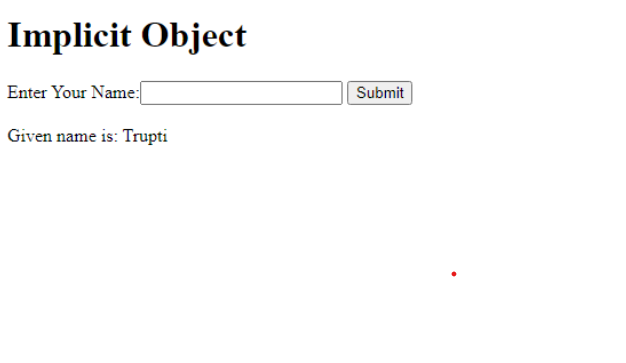 Implicit Object
Enter Your Name: Submit
Given name is: Trupti